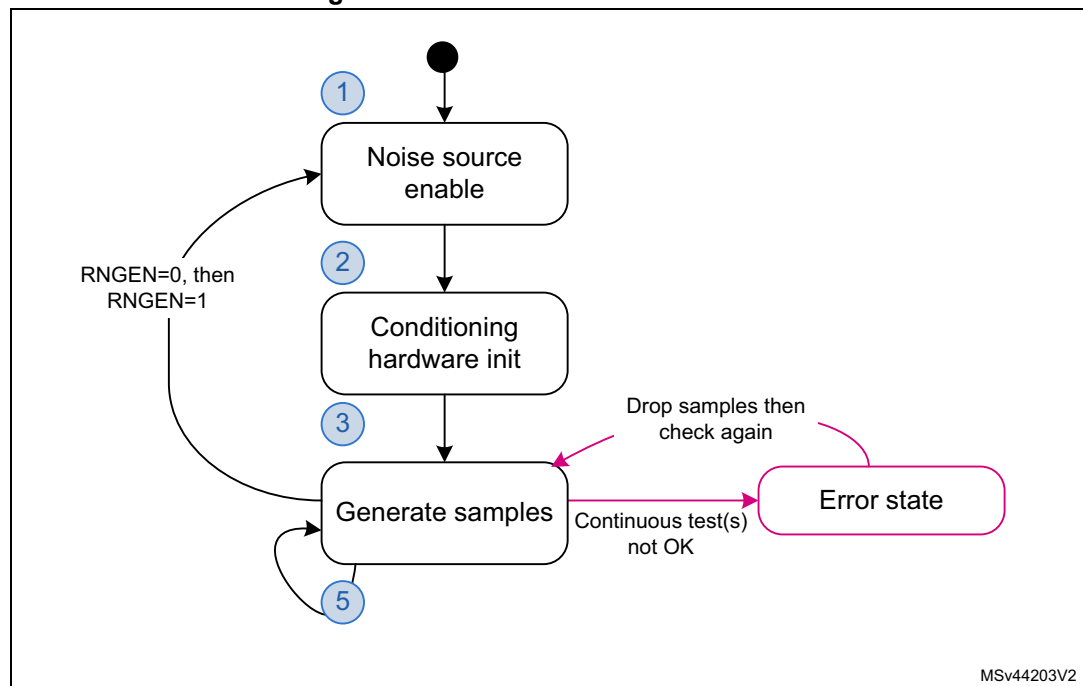 1
Noise source
enable
2
RNGEN=0, then
RNGEN=1
Conditioning
hardware init
3
Drop samples then
check again
Generate samples
Continuous test(s)
not OK
Error state
5
MSv44203V2